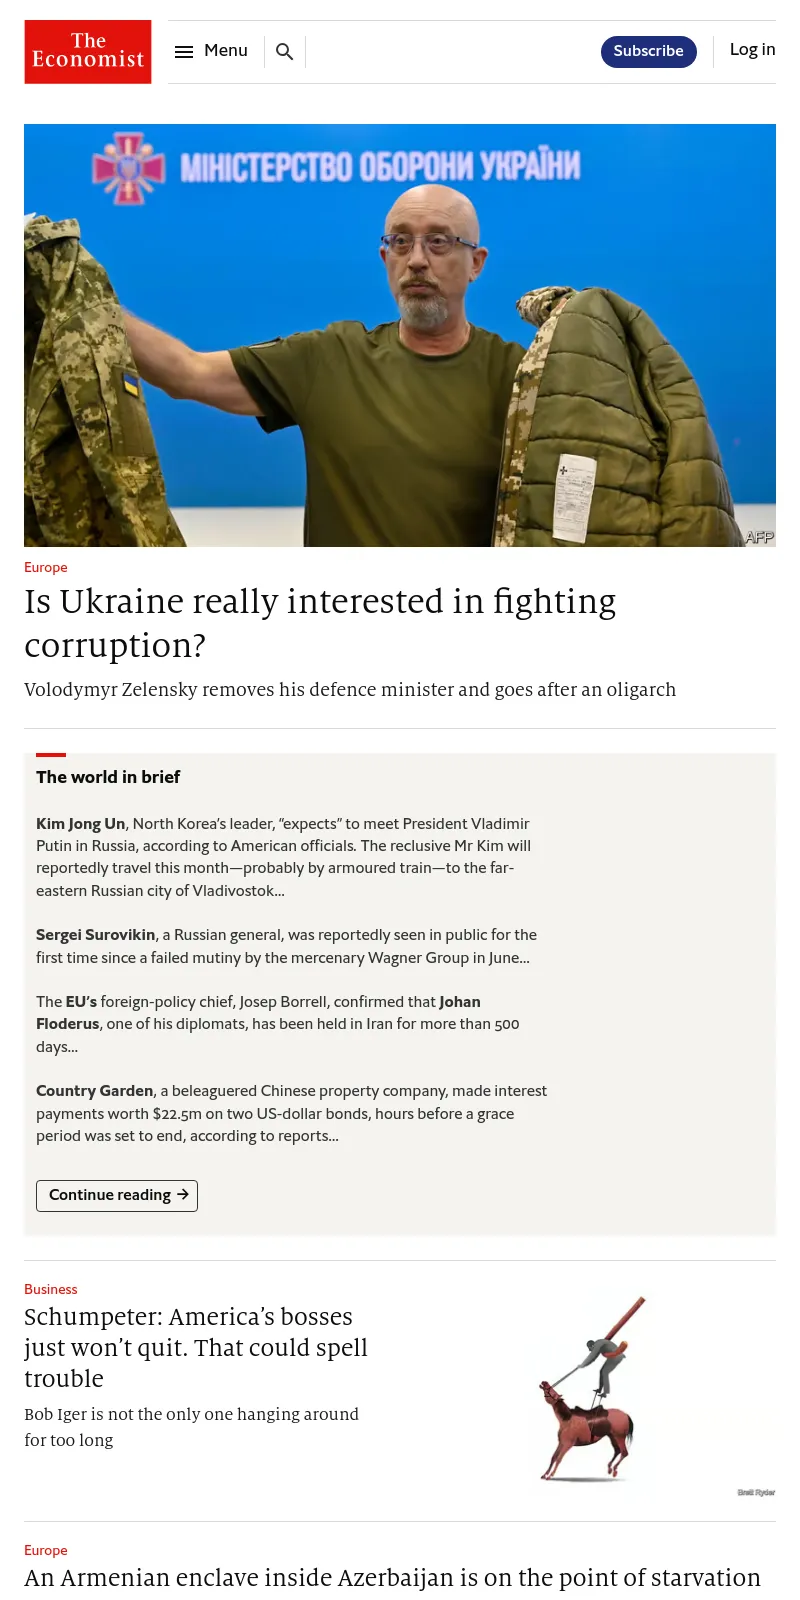 The
Economist
Menu
Subscribe
Log in
МІНІСТЕРСТВО ОБОРОНИ УКРАЇНИ
AFP
Europe
Is Ukraine really interested in fighting
corruption?
Volodymyr Zelensky removes his defence minister and goes after an oligarch
The world in brief
Kim Jong Un, North Korea’s leader, “expects” to meet President Vladimir
Putin in Russia, according to American officials. The reclusive Mr Kim will
reportedly travel this month—probably by armoured train—to the far-
eastern Russian city of Vladivostok…
Sergei Surovikin, a Russian general, was reportedly seen in public for the
first time since a failed mutiny by the mercenary Wagner Group in June…
The EU’s foreign-policy chief, Josep Borrell, confirmed that Johan
Floderus, one of his diplomats, has been held in Iran for more than 500
days…
Country Garden, a beleaguered Chinese property company, made interest
payments worth $22.5m on two US-dollar bonds, hours before a grace
period was set to end, according to reports…
Continue reading →
Business
Schumpeter: America’s bosses
just won’t quit. That could spell
trouble
Bob Iger is not the only one hanging around
for too long
Brett Ryder
Europe
An Armenian enclave inside Azerbaijan is on the point of starvation